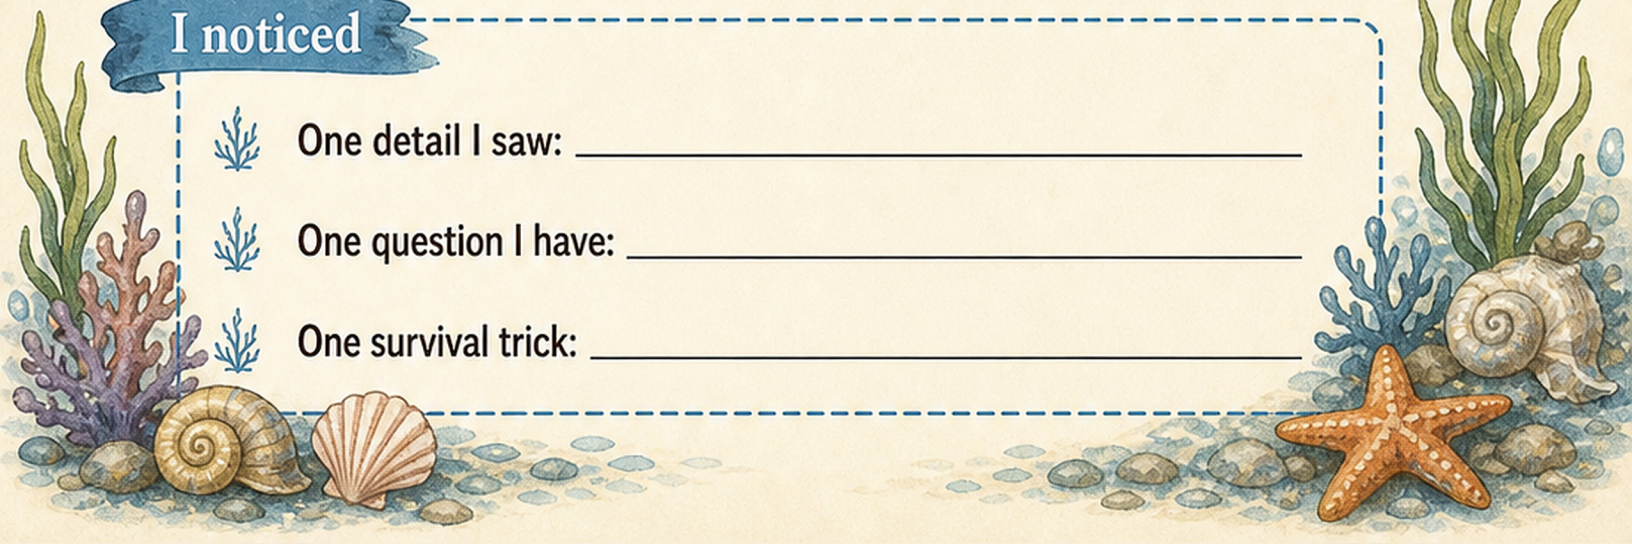 I noticed
One detail I saw:
One question I have:
One survival trick: